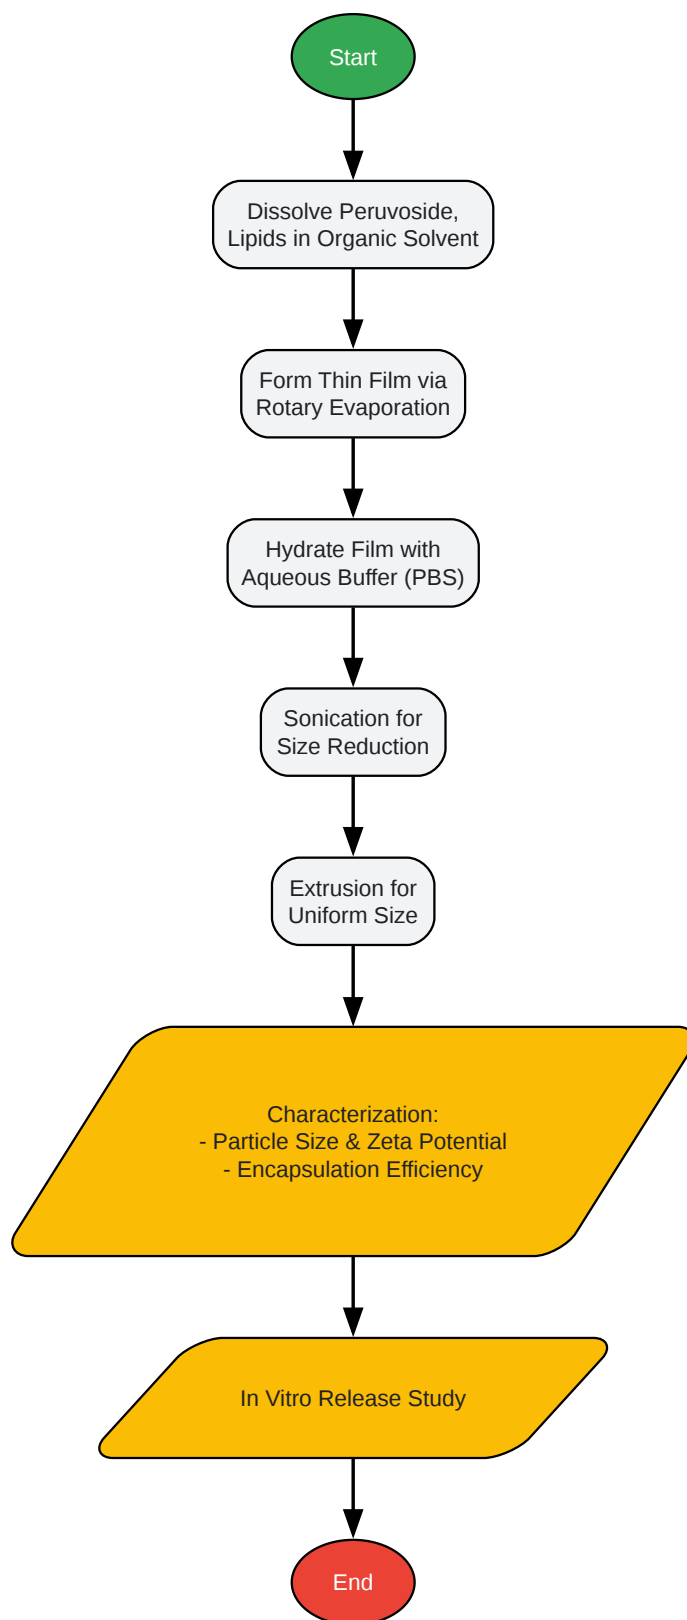 Start
Dissolve Peruvoside,
Lipids in Organic Solvent
Form Thin Film via
Rotary Evaporation
Hydrate Film with
Aqueous Buffer (PBS)
Sonication for
Size Reduction
Extrusion for
Uniform Size
Characterization:
- Particle Size & Zeta Potential
- Encapsulation Efficiency
In Vitro Release Study
End